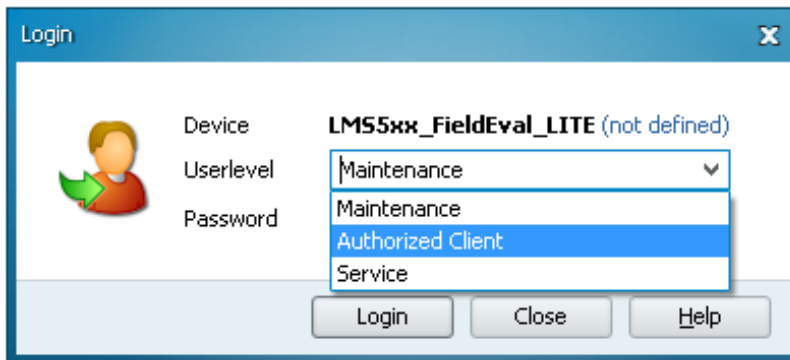 Login
Device LMS5xx_FieldEval_LITE (not defined)
Userlevel Maintenance
Maintenance
Password
Authorized Client
Service
Login Close Help